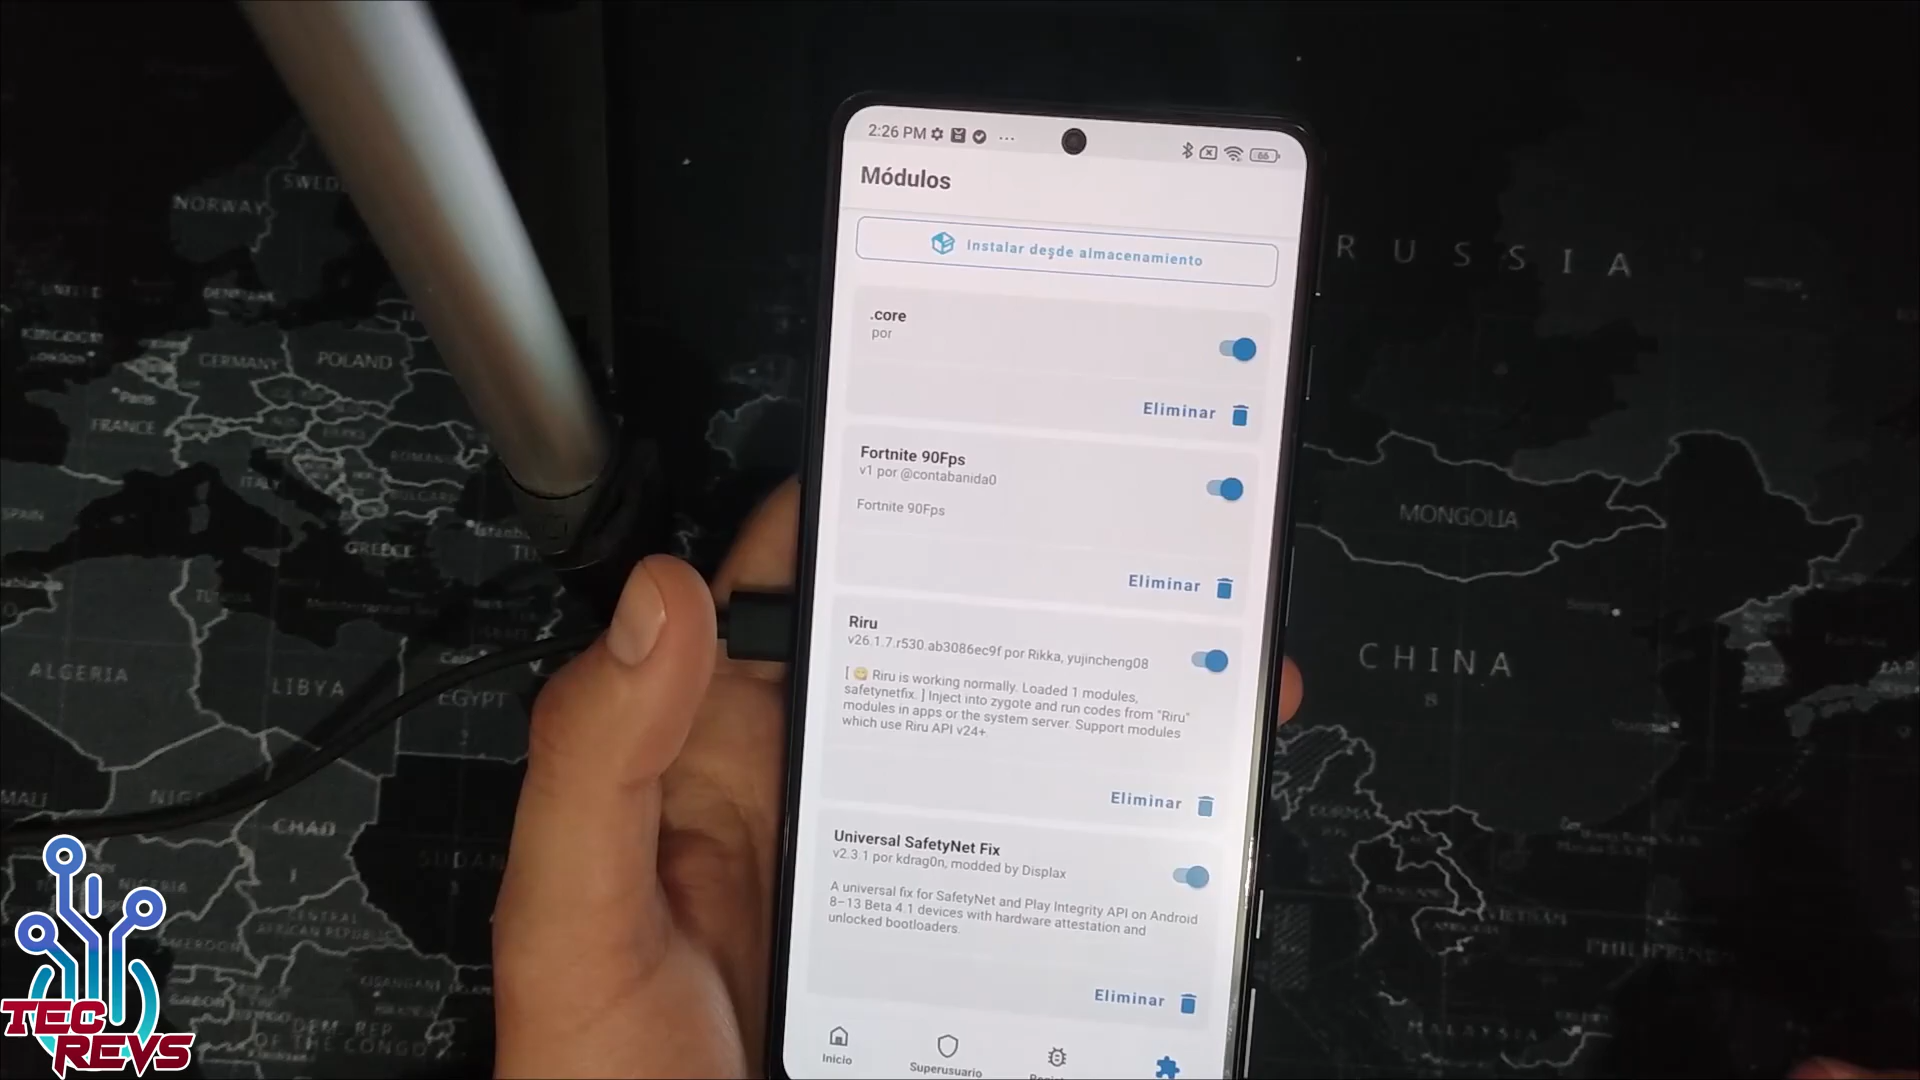 2:26 PM
66
Módulos
Instalar desde almacenamiento
.core
por
Eliminar
Fortnite 90Fps
v1 por @contabanida0
Fortnite 90Fps
Eliminar
Riru
v26.1.7.r530.ab3086ec9f por Rikka, yujincheng08
[ 😋 Riru is working normally. Loaded 1 modules,
safetynetfix. ] Inject into zygote and run codes from "Riru"
modules in apps or the system server. Support modules
which use Riru API v24+.
Eliminar
Universal SafetyNet Fix
v2.3.1 por kdrag0n, modded by Displax
A universal fix for SafetyNet and Play Integrity API on Android
8–13 Beta 4.1 devices with hardware attestation and
unlocked bootloaders.
Eliminar
Inicio
Superusuario
NORWAY
GERMANY
POLAND
Paris
FRANCE
ITALY
SPAIN
GREECE
ALGERIA
LIBYA
EGYPT
MALI
CHAD
RUSSIA
MONGOLIA
CHINA
VIETNAM
TEC
REVS